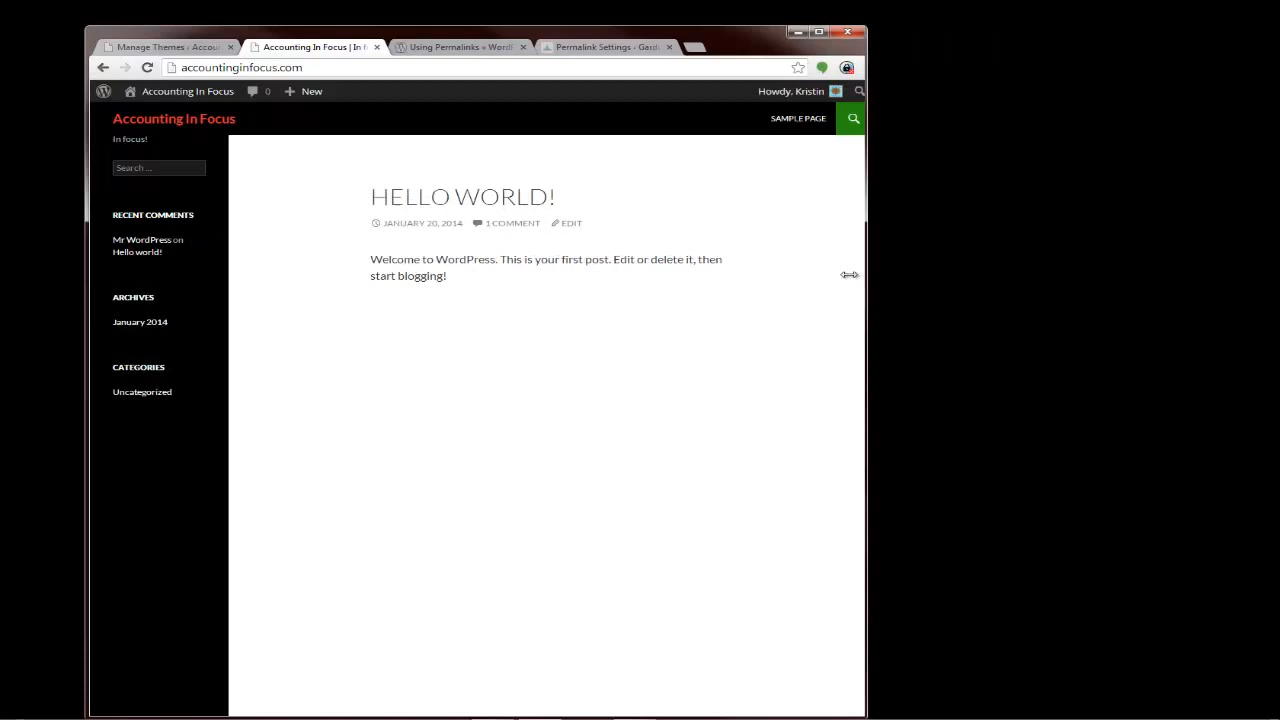 Manage Themes ‹ Accou
Accounting In Focus | In f
Using Permalinks « WordP
Permalink Settings ‹ Gard
accountinginfocus.com
Accounting In Focus
0
New
Howdy, Kristin
Accounting In Focus
SAMPLE PAGE
In focus!
Search ...
HELLO WORLD!
JANUARY 20, 2014 1 COMMENT EDIT
RECENT COMMENTS
Mr WordPress on
Hello world!
Welcome to WordPress. This is your first post. Edit or delete it, then
start blogging!
ARCHIVES
January 2014
CATEGORIES
Uncategorized